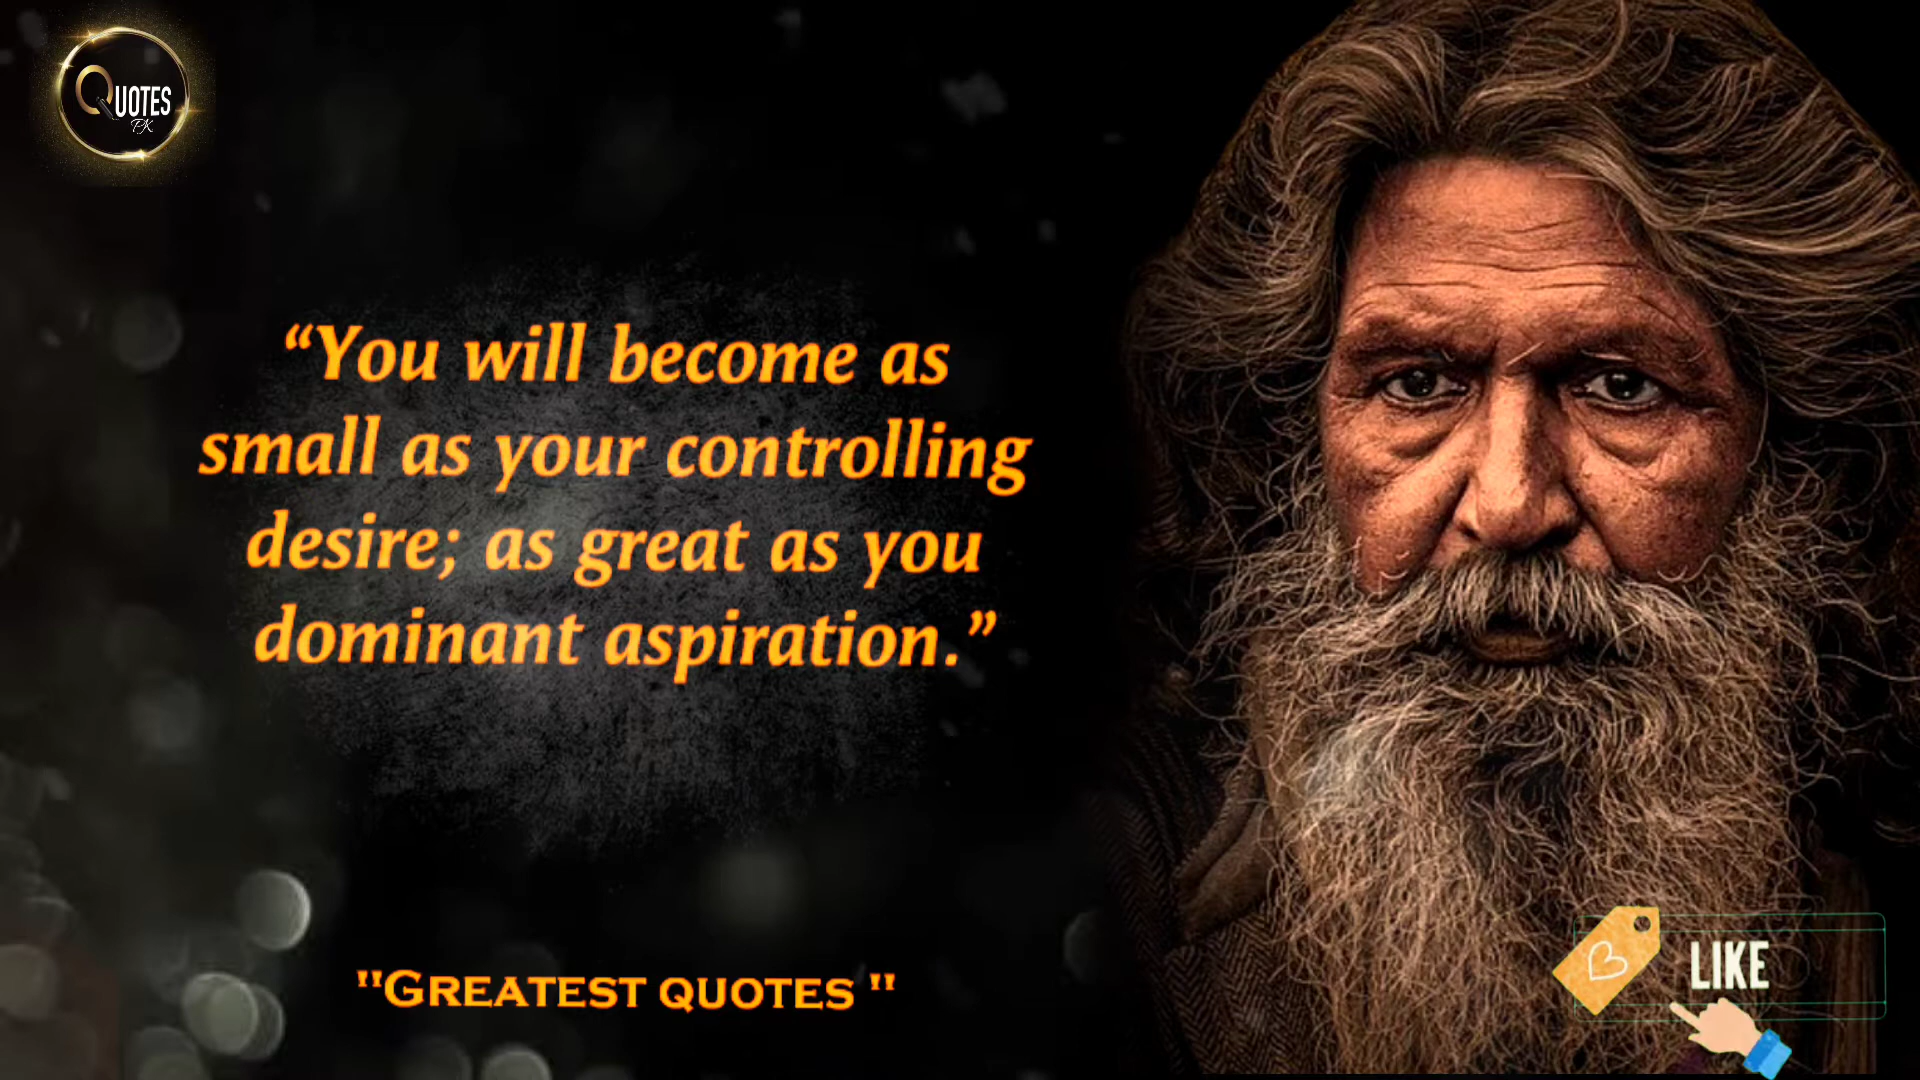 QUOTES
PK
“You will become as
small as your controlling
desire; as great as you
dominant aspiration.”
"GREATEST QUOTES "
LIKE